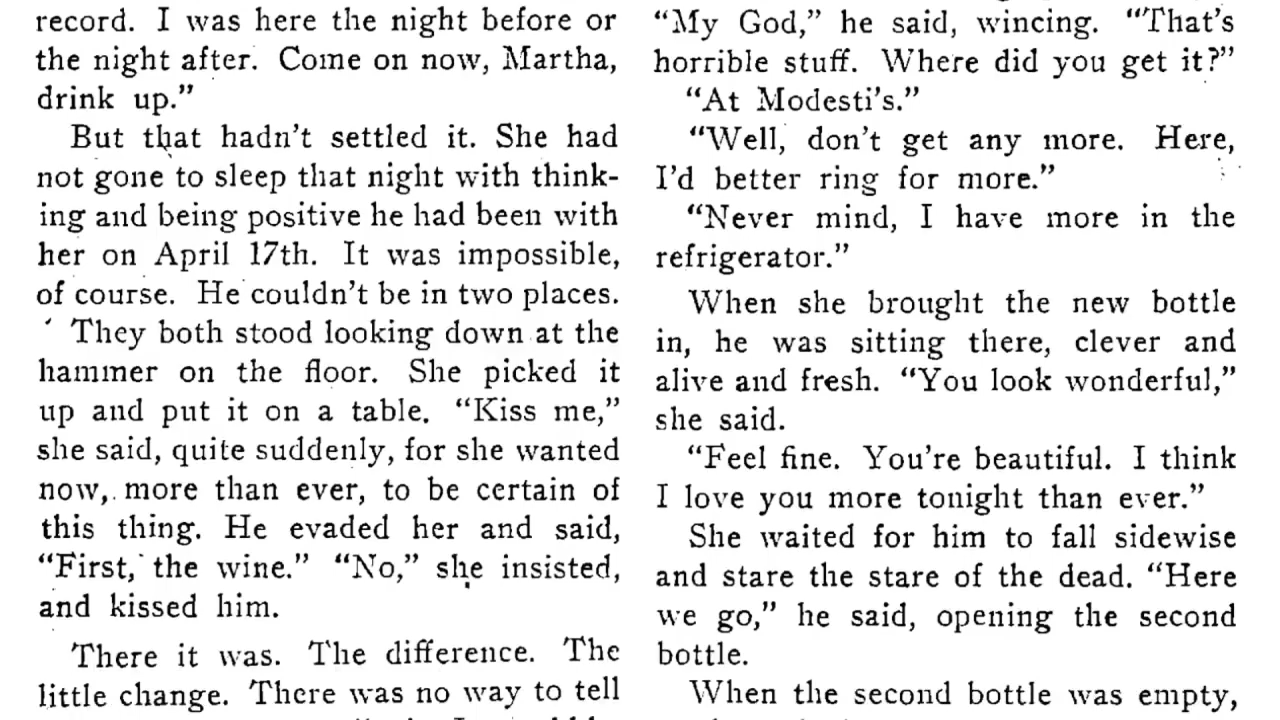 record. I was here the night before or
the night after. Come on now, Martha,
drink up.”
But that hadn’t settled it. She had
not gone to sleep that night with think-
ing and being positive he had been with
her on April 17th. It was impossible,
of course. He couldn’t be in two places.
They both stood looking down at the
hammer on the floor. She picked it
up and put it on a table. “Kiss me,”
she said, quite suddenly, for she wanted
now, more than ever, to be certain of
this thing. He evaded her and said,
“First, the wine.” “No,” she insisted,
and kissed him.
There it was. The difference. The
little change. There was no way to tell
“My God,” he said, wincing. “That’s
horrible stuff. Where did you get it?”
“At Modesti’s.”
“Well, don’t get any more. Here,
I’d better ring for more.”
“Never mind, I have more in the
refrigerator.”
When she brought the new bottle
in, he was sitting there, clever and
alive and fresh. “You look wonderful,”
she said.
“Feel fine. You’re beautiful. I think
I love you more tonight than ever.”
She waited for him to fall sidewise
and stare the stare of the dead. “Here
we go,” he said, opening the second
bottle.
When the second bottle was empty,